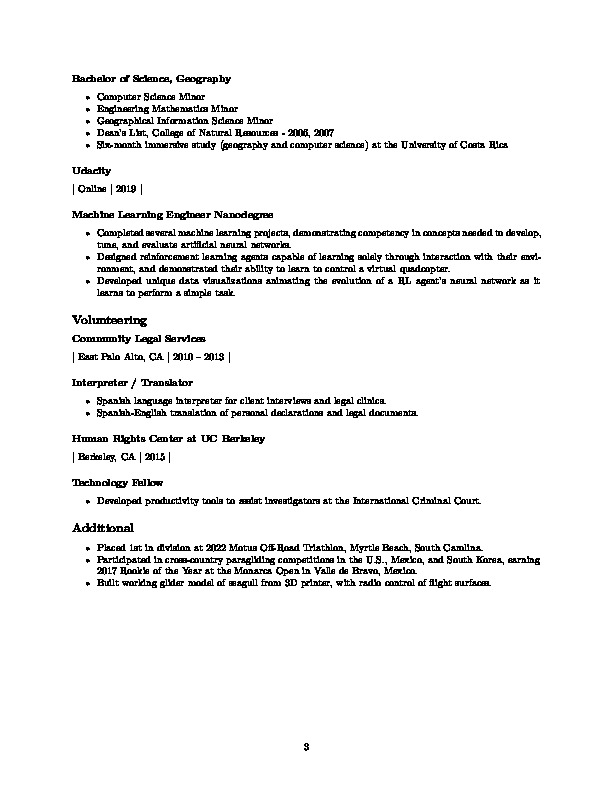 Bachelor of Science, Geography
• Computer Science Minor
• Engineering Mathematics Minor
• Geographical Information Science Minor
• Dean's List, College of Natural Resources - 2006, 2007
• Six-month immersive study (geography and computer science) at the University of Costa Rica
Udacity
| Online | 2019 |
Machine Learning Engineer Nanodegree
• Completed several machine learning projects, demonstrating competency in concepts needed to develop,
tune, and evaluate artificial neural networks.
• Designed reinforcement learning agents capable of learning solely through interaction with their envi-
ronment, and demonstrated their ability to learn to control a virtual quadcopter.
• Developed unique data visualizations animating the evolution of a RL agent's neural network as it
learns to perform a simple task.
Volunteering
Community Legal Services
| East Palo Alto, CA | 2010 – 2013 |
Interpreter / Translator
• Spanish language interpreter for client interviews and legal clinics.
• Spanish-English translation of personal declarations and legal documents.
Human Rights Center at UC Berkeley
| Berkeley, CA | 2015 |
Technology Fellow
• Developed productivity tools to assist investigators at the International Criminal Court.
Additional
• Placed 1st in division at 2022 Motus Off-Road Triathlon, Myrtle Beach, South Carolina.
• Participated in cross-country paragliding competitions in the U.S., Mexico, and South Korea, earning
2017 Rookie of the Year at the Monarca Open in Valle de Bravo, Mexico.
• Built working glider model of seagull from 3D printer, with radio control of flight surfaces.
3